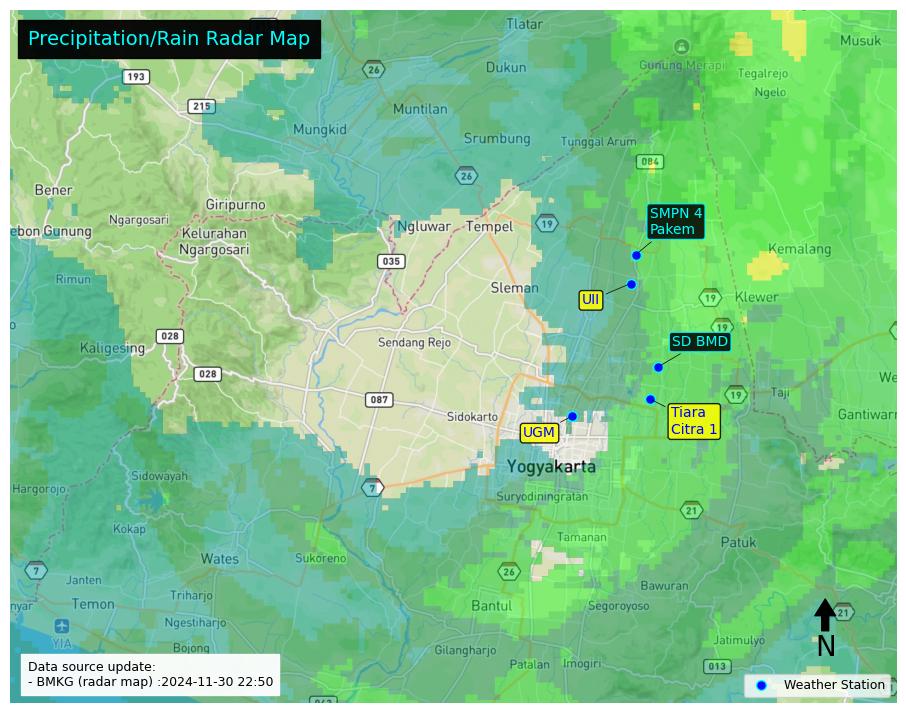 Precipitation/Rain Radar Map
Tlatar
Musuk
26
Dukun
Gunung Merapi
Tegalrejo
193
Ngelo
215
Muntilan
Mungkid
Srumbung
Tunggal Arum
084
26
Bener
Giripurno
SMPN 4
Pakem
Ngargosari
Ngluwar
Tempel
19
ebon Gunung
Kelurahan
Ngargosari
Kemalang
035
Rimun
Sleman
UII
19
Klewer
19
028
Kaligesing
Sendang Rejo
SD BMD
028
We
087
19
Taji
Sidokarto
Tiara
Citra 1
Gantiwar
UGM
Yogyakarta
Sidowayah
Hargorojo
7
Suryodiningratan
21
Kokap
Tamanan
Patuk
Wates
Sukoreno
7
26
Janten
Bawuran
Triharjo
nyar
Temon
Bantul
Segoroyoso
21
Ngestiharjo
YIA
N
Jatimulyo
Bojong
Gilangharjo
Patalan
Imogiri
013
Data source update:
- BMKG (radar map) :2024-11-30 22:50
Weather Station